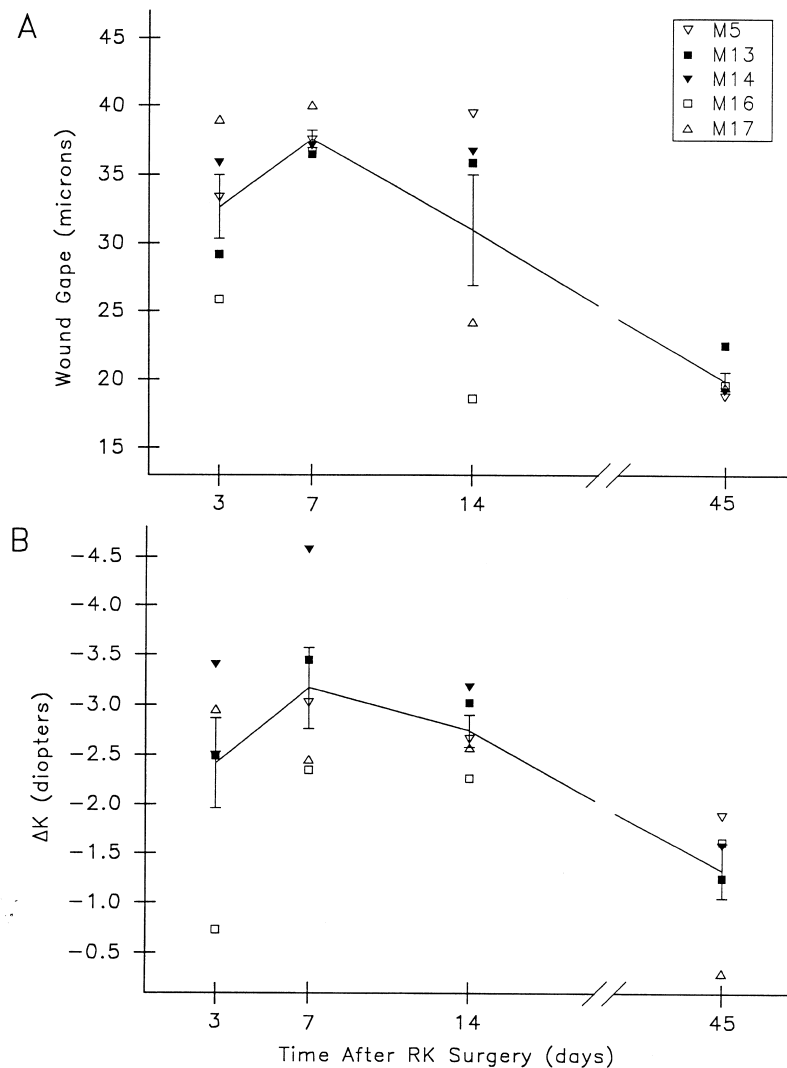 A
Wound Gape (microns)
45
40
35
30
25
20
15
3 7 14 45
M5
M13
M14
M16
M17
B
ΔK (diopters)
-4.5
-4.0
-3.5
-3.0
-2.5
-2.0
-1.5
-1.0
-0.5
3 7 14 45
Time After RK Surgery (days)